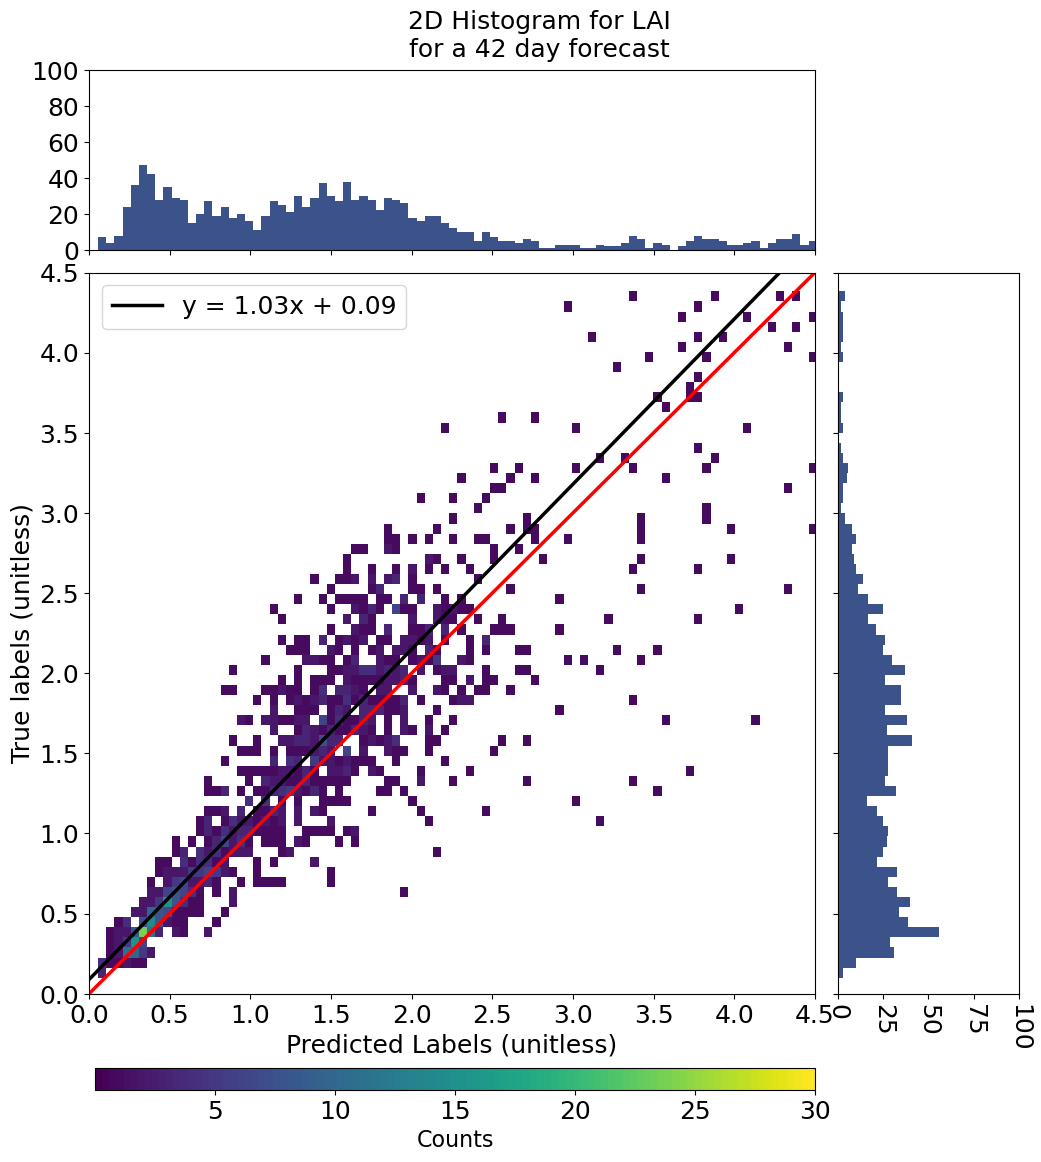 2D Histogram for LAI
for a 42 day forecast
100
80
60
40
20
0
4.5
4.0
3.5
3.0
2.5
2.0
1.5
1.0
0.5
0.0
True labels (unitless)
y = 1.03x + 0.09
0.0 0.5 1.0 1.5 2.0 2.5 3.0 3.5 4.0 4.5
Predicted Labels (unitless)
0 25 50 75 100
5 10 15 20 25 30
Counts